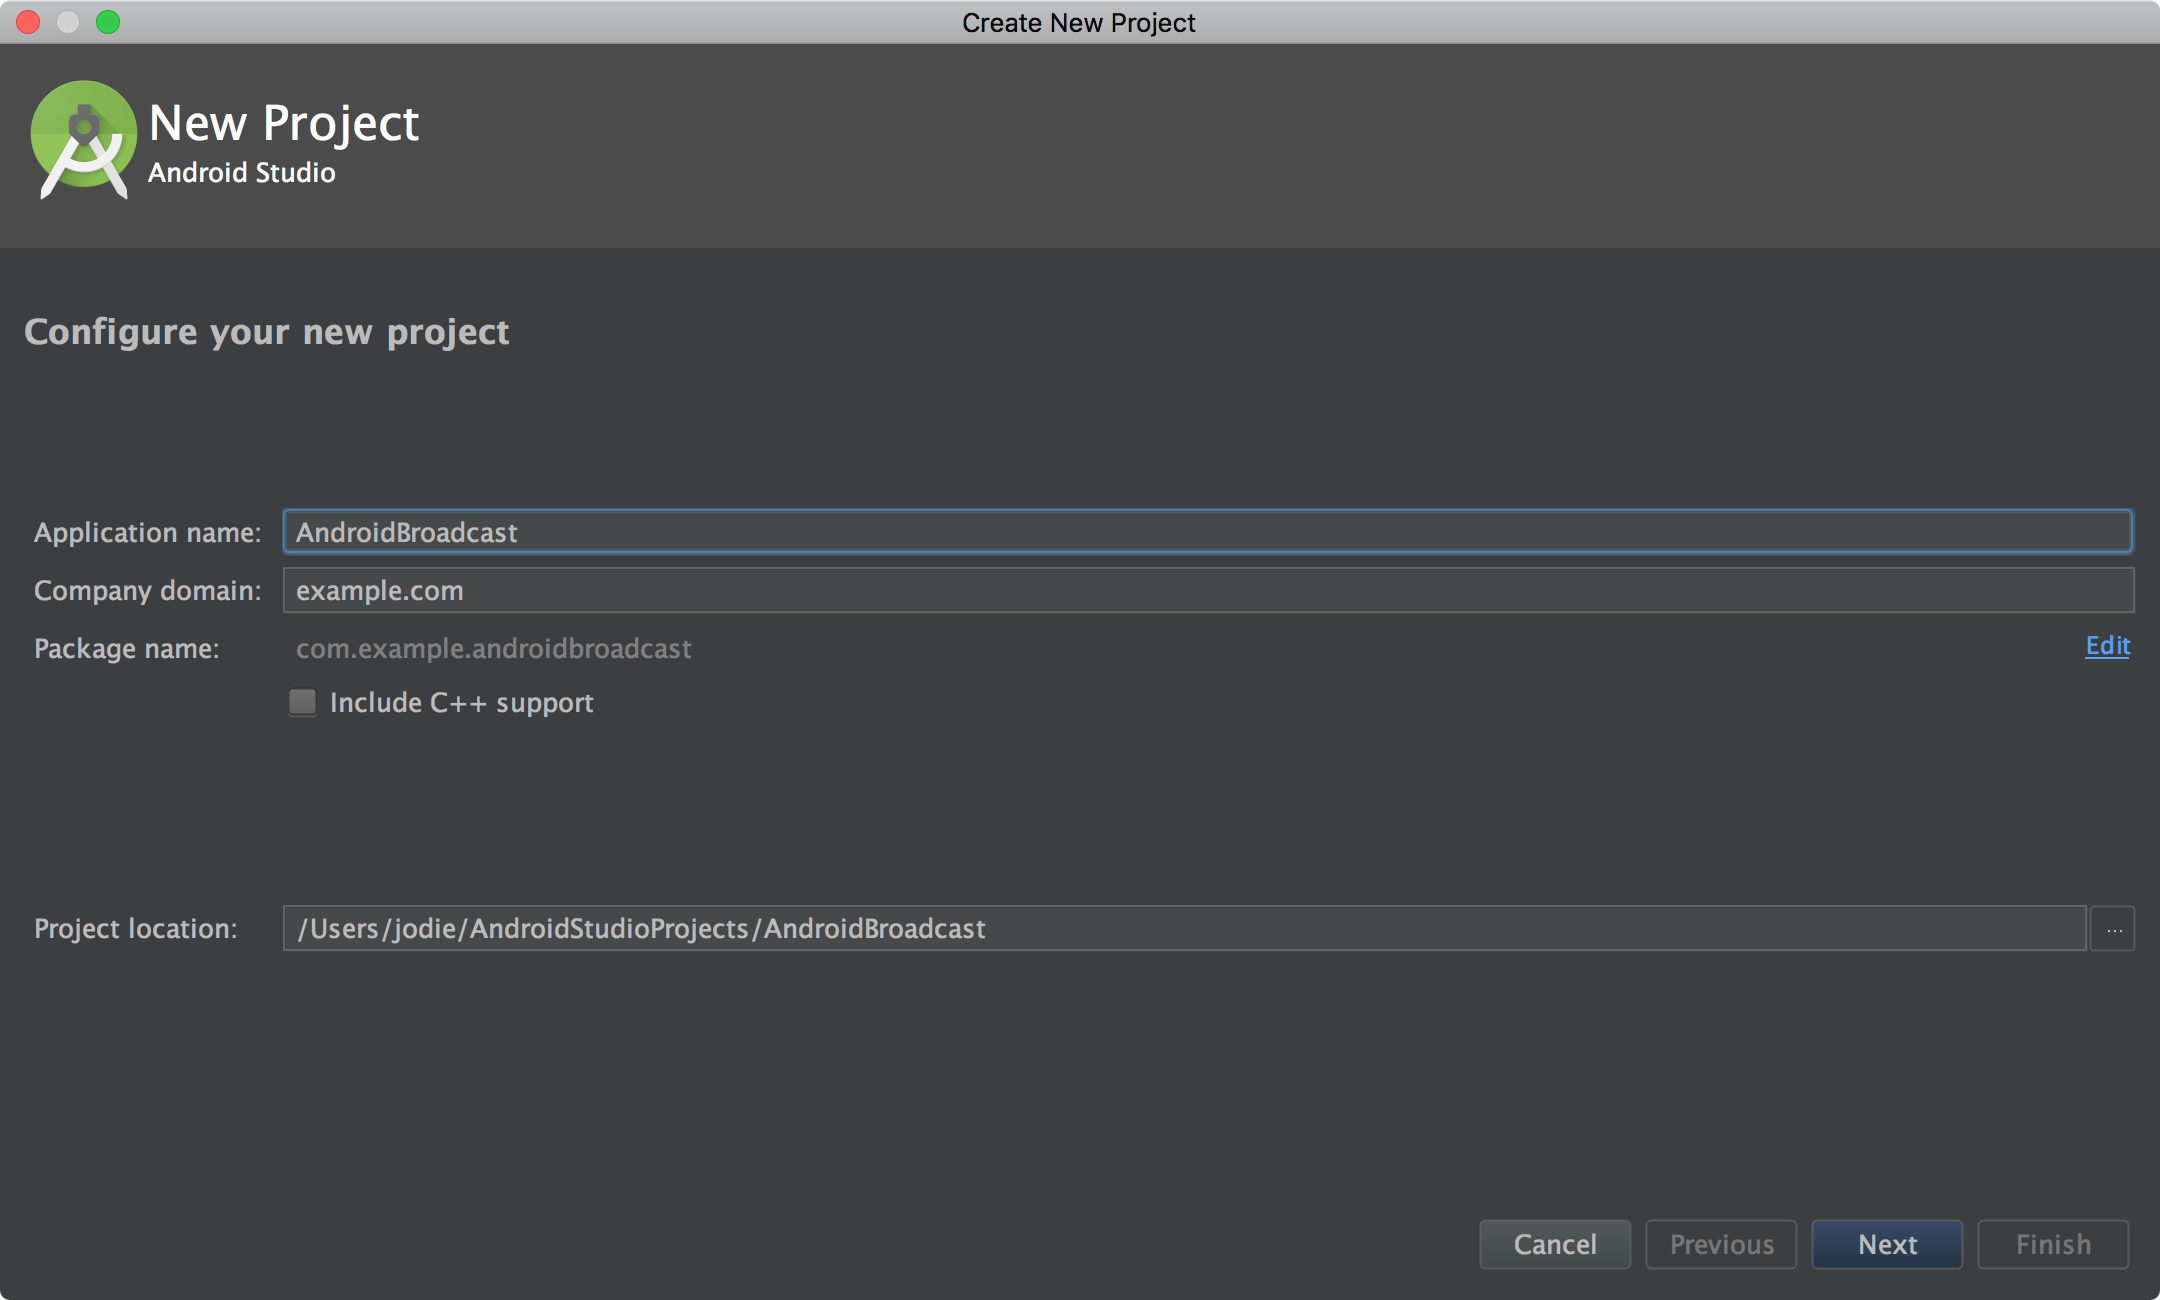 Create New Project
New Project
Android Studio
Configure your new project
Application name: AndroidBroadcast
Company domain: example.com
Package name: com.example.androidbroadcast Edit
Include C++ support
Project location: /Users/jodie/AndroidStudioProjects/AndroidBroadcast ...
Cancel Previous Next Finish